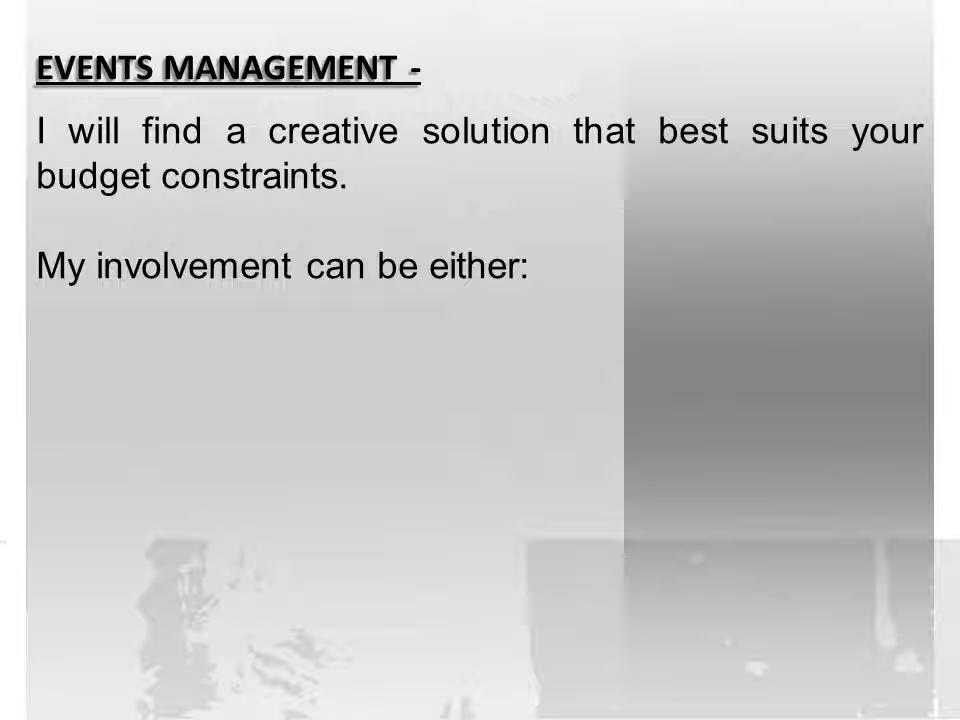 EVENTS MANAGEMENT -
I will find a creative solution that best suits your
budget constraints.
My involvement can be either: